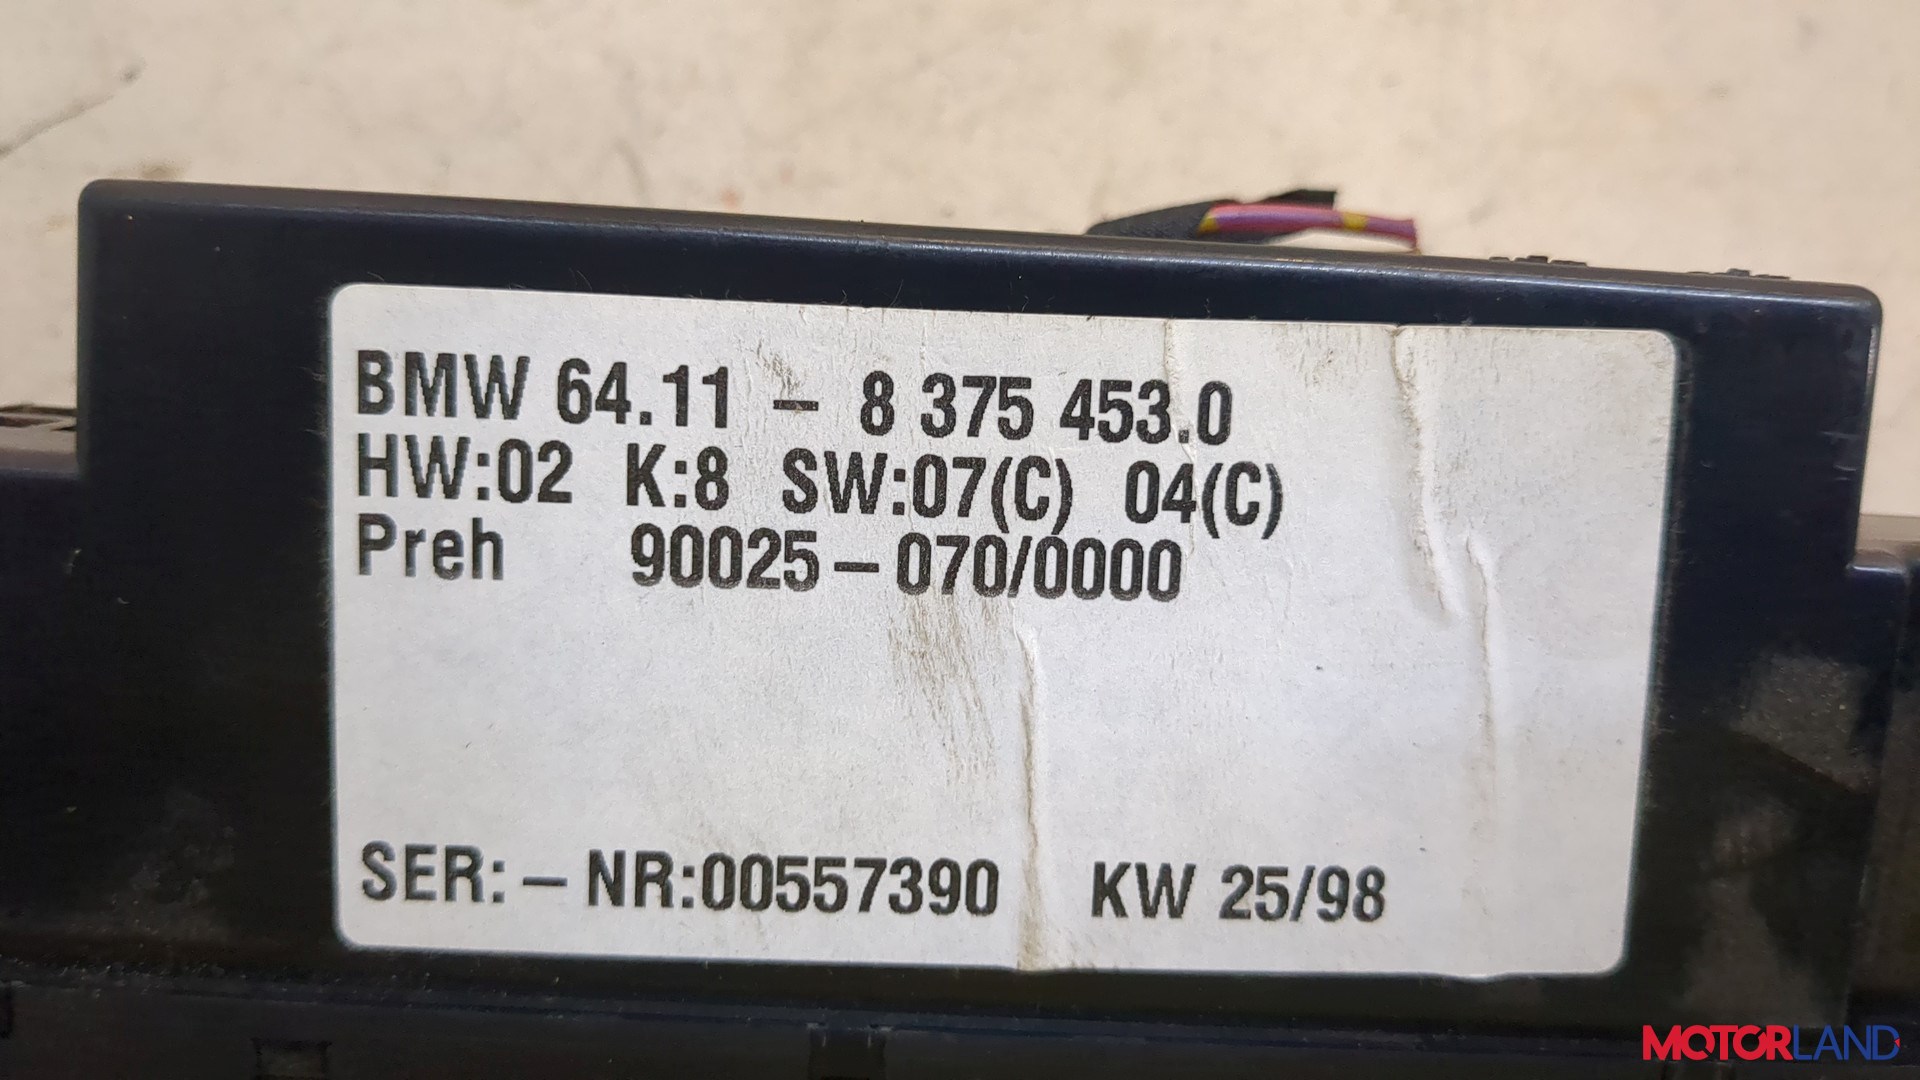 BMW 64.11 - 8 375 453.0
HW:02 K:8 SW:07(C) 04(C)
Preh 90025-070/0000
SER:-NR:00557390 KW 25/98
MOTORLAND